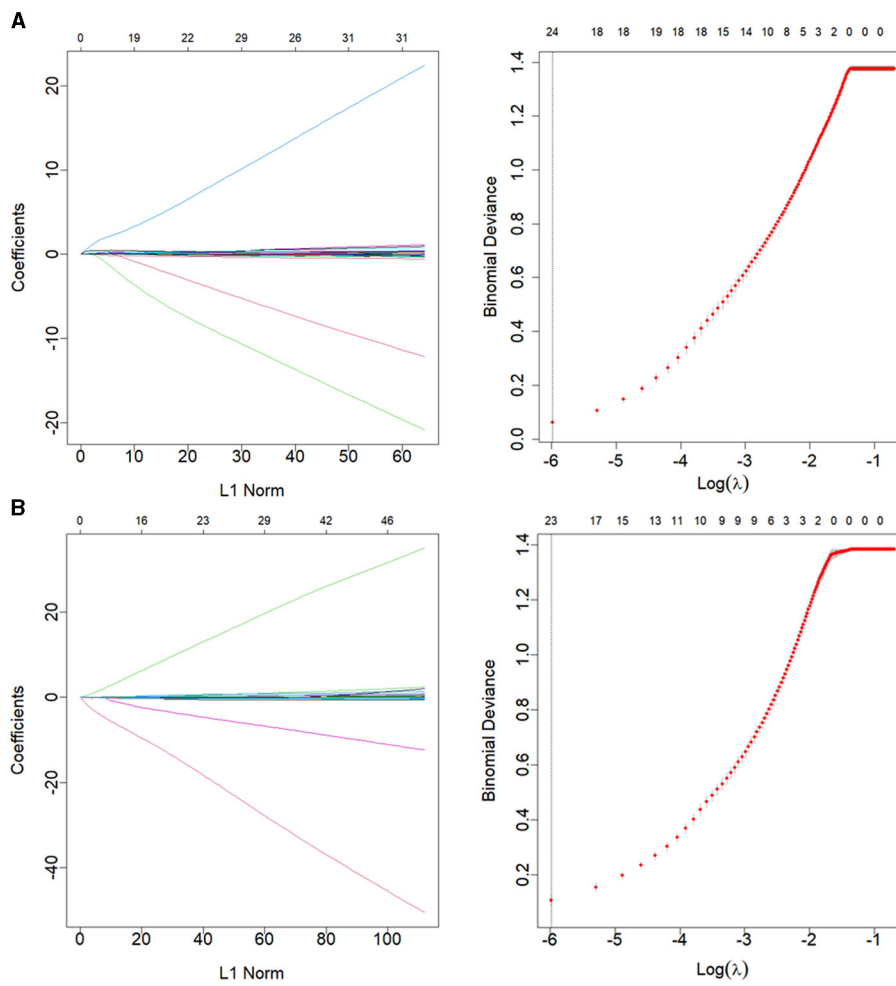 A
0 19 22 29 26 31 31
20
10
0
-10
-20
Coefficients
0 10 20 30 40 50 60
L1 Norm
24 18 18 19 18 18 15 14 10 8 5 3 2 0 0 0
1.4
1.2
1.0
0.8
0.6
0.4
0.2
0.0
Binomial Deviance
-6 -5 -4 -3 -2 -1
Log(λ)
B
0 16 23 29 42 46
20
0
-20
-40
Coefficients
0 20 40 60 80 100
L1 Norm
23 17 15 13 11 10 9 9 9 6 3 3 2 0 0 0 0
1.4
1.2
1.0
0.8
0.6
0.4
0.2
Binomial Deviance
-6 -5 -4 -3 -2 -1
Log(λ)